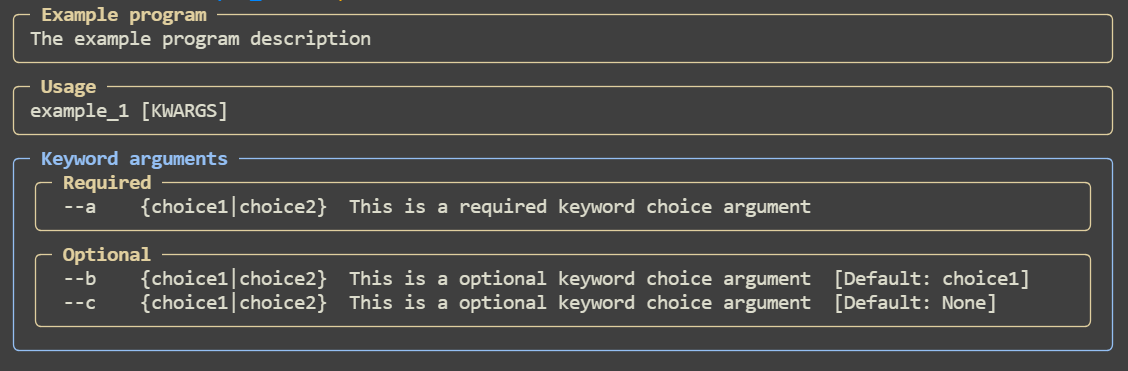 Example program
The example program description
Usage
example_1 [KWARGS]
Keyword arguments
Required
--a    {choice1|choice2}  This is a required keyword choice argument
Optional
--b    {choice1|choice2}  This is a optional keyword choice argument  [Default: choice1]
--c    {choice1|choice2}  This is a optional keyword choice argument  [Default: None]